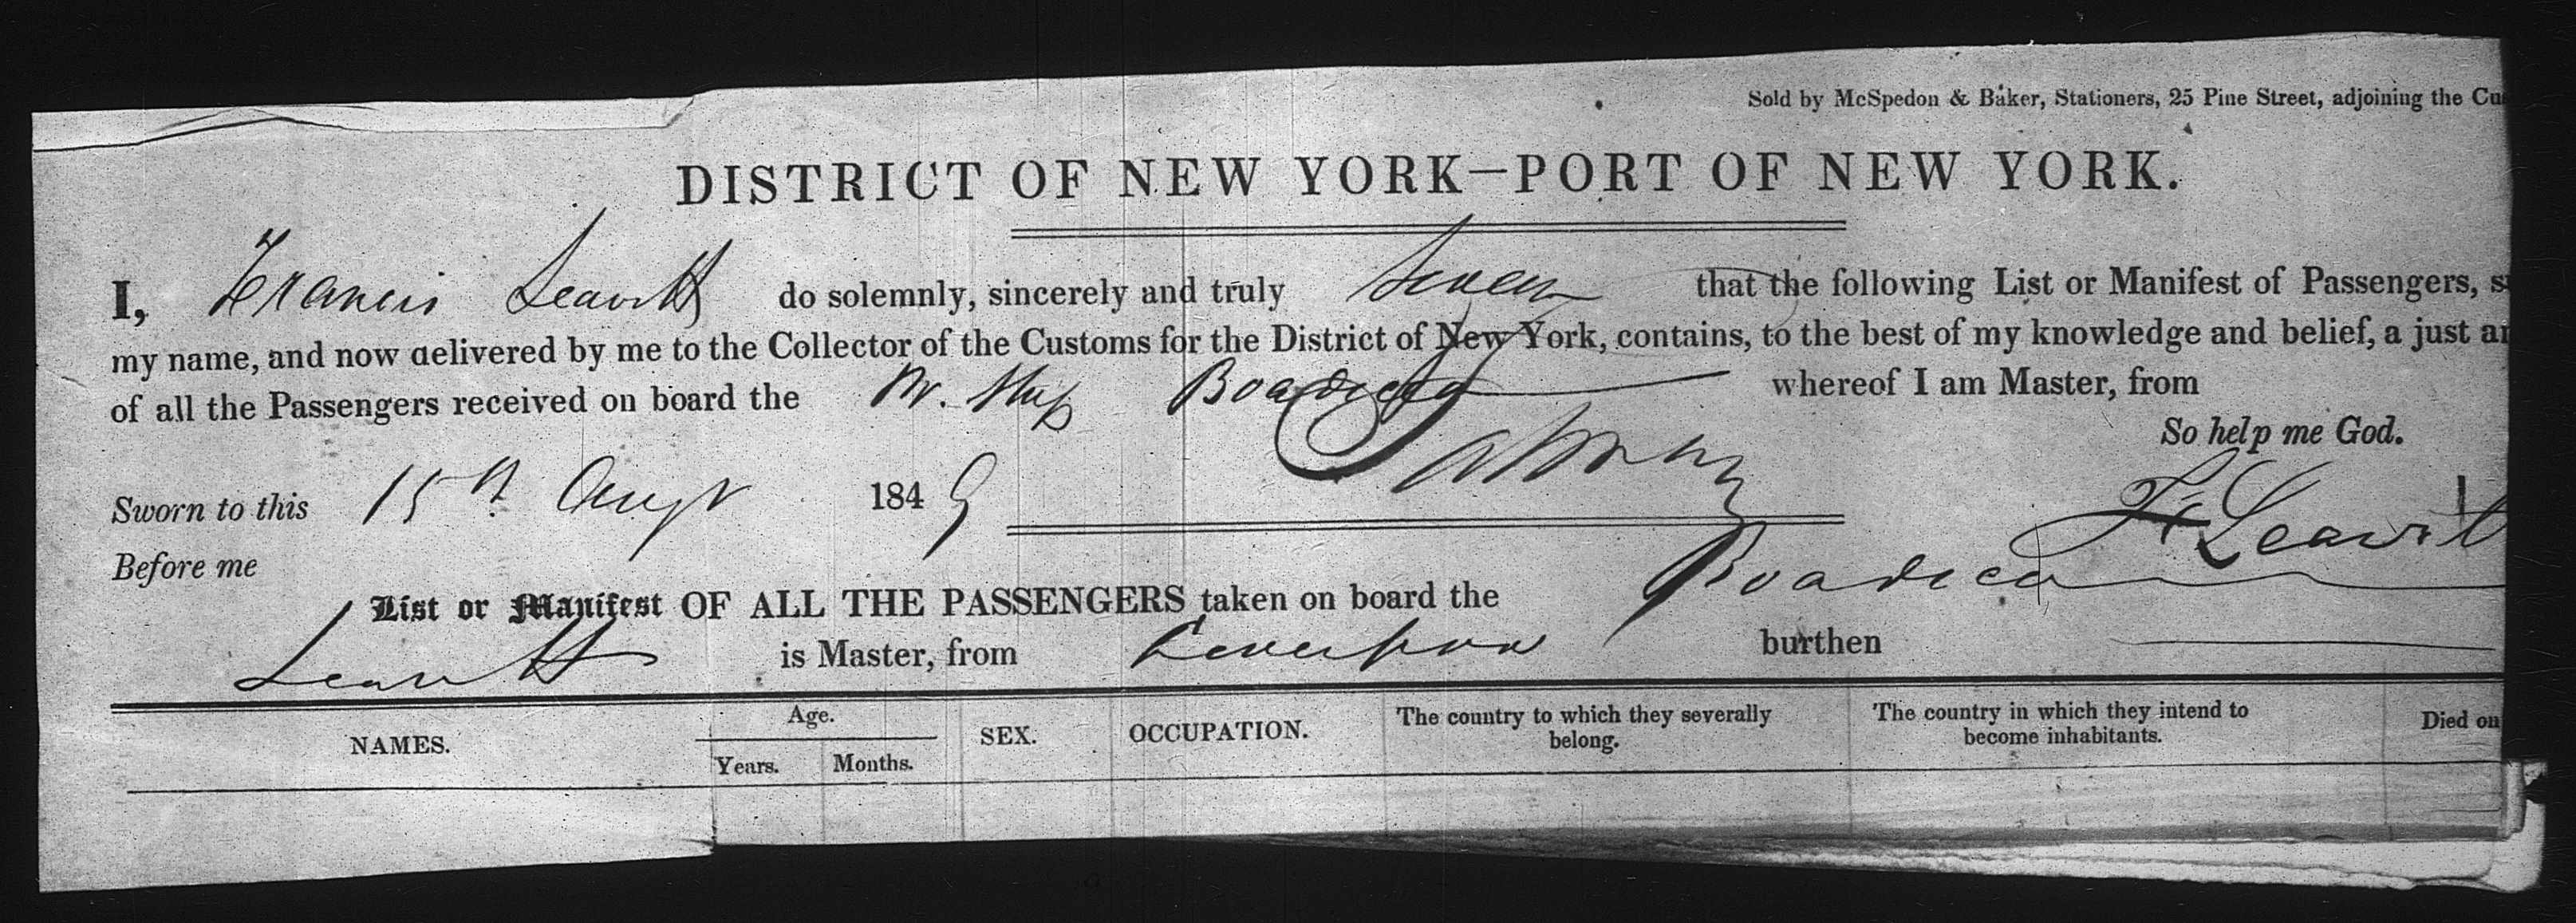 Sold by McSpedon & Baker, Stationers, 25 Pine Street, adjoining the Cu
DISTRICT OF NEW YORK—PORT OF NEW YORK.
I, Francis Leavitt do solemnly, sincerely and truly swear that the following List or Manifest of Passengers, s
my name, and now delivered by me to the Collector of the Customs for the District of New York, contains, to the best of my knowledge and belief, a just an
of all the Passengers received on board the Ship Boadicea whereof I am Master, from
So help me God.
Sworn to this 15th Augt 1849
F Leavitt
Before me
List or Manifest OF ALL THE PASSENGERS taken on board the Boadicea
Leavitt is Master, from Liverpool burthen
NAMES. Age. Years. Months. SEX. OCCUPATION. The country to which they severally belong. The country in which they intend to become inhabitants. Died on